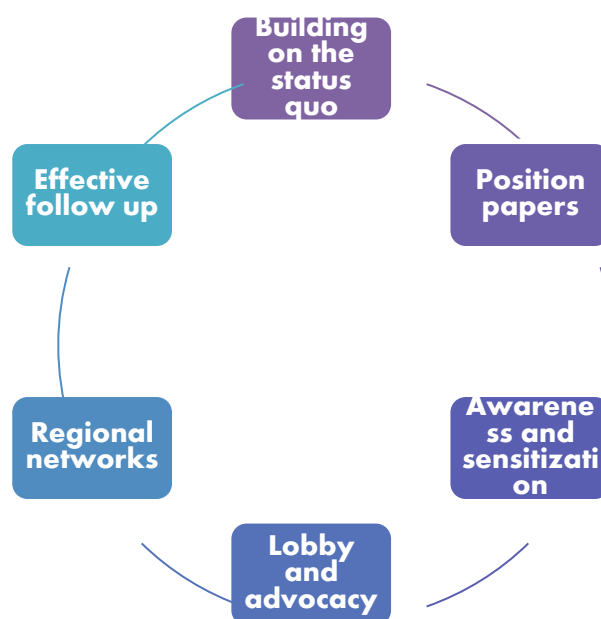 Building
on the
status
quo
Position
papers
Awarene
ss and
sensitizati
on
Lobby
and
advocacy
Regional
networks
Effective
follow up